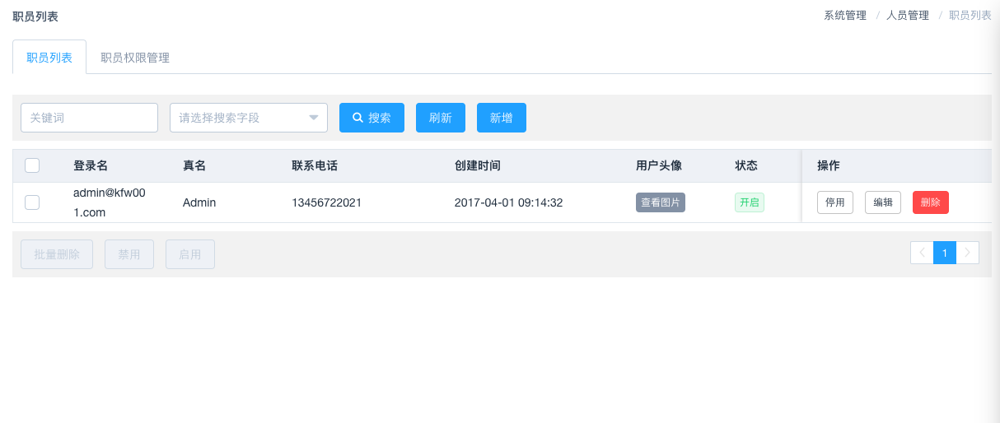 职员列表
系统管理 / 人员管理 / 职员列表
职员列表 职员权限管理
关键词 请选择搜索字段 搜索 刷新 新增
登录名 真名 联系电话 创建时间 用户头像 状态 操作
admin@kfw00
1.com
Admin 13456722021 2017-04-01 09:14:32 查看图片 开启 停用 编辑 删除
批量删除 禁用 启用 1